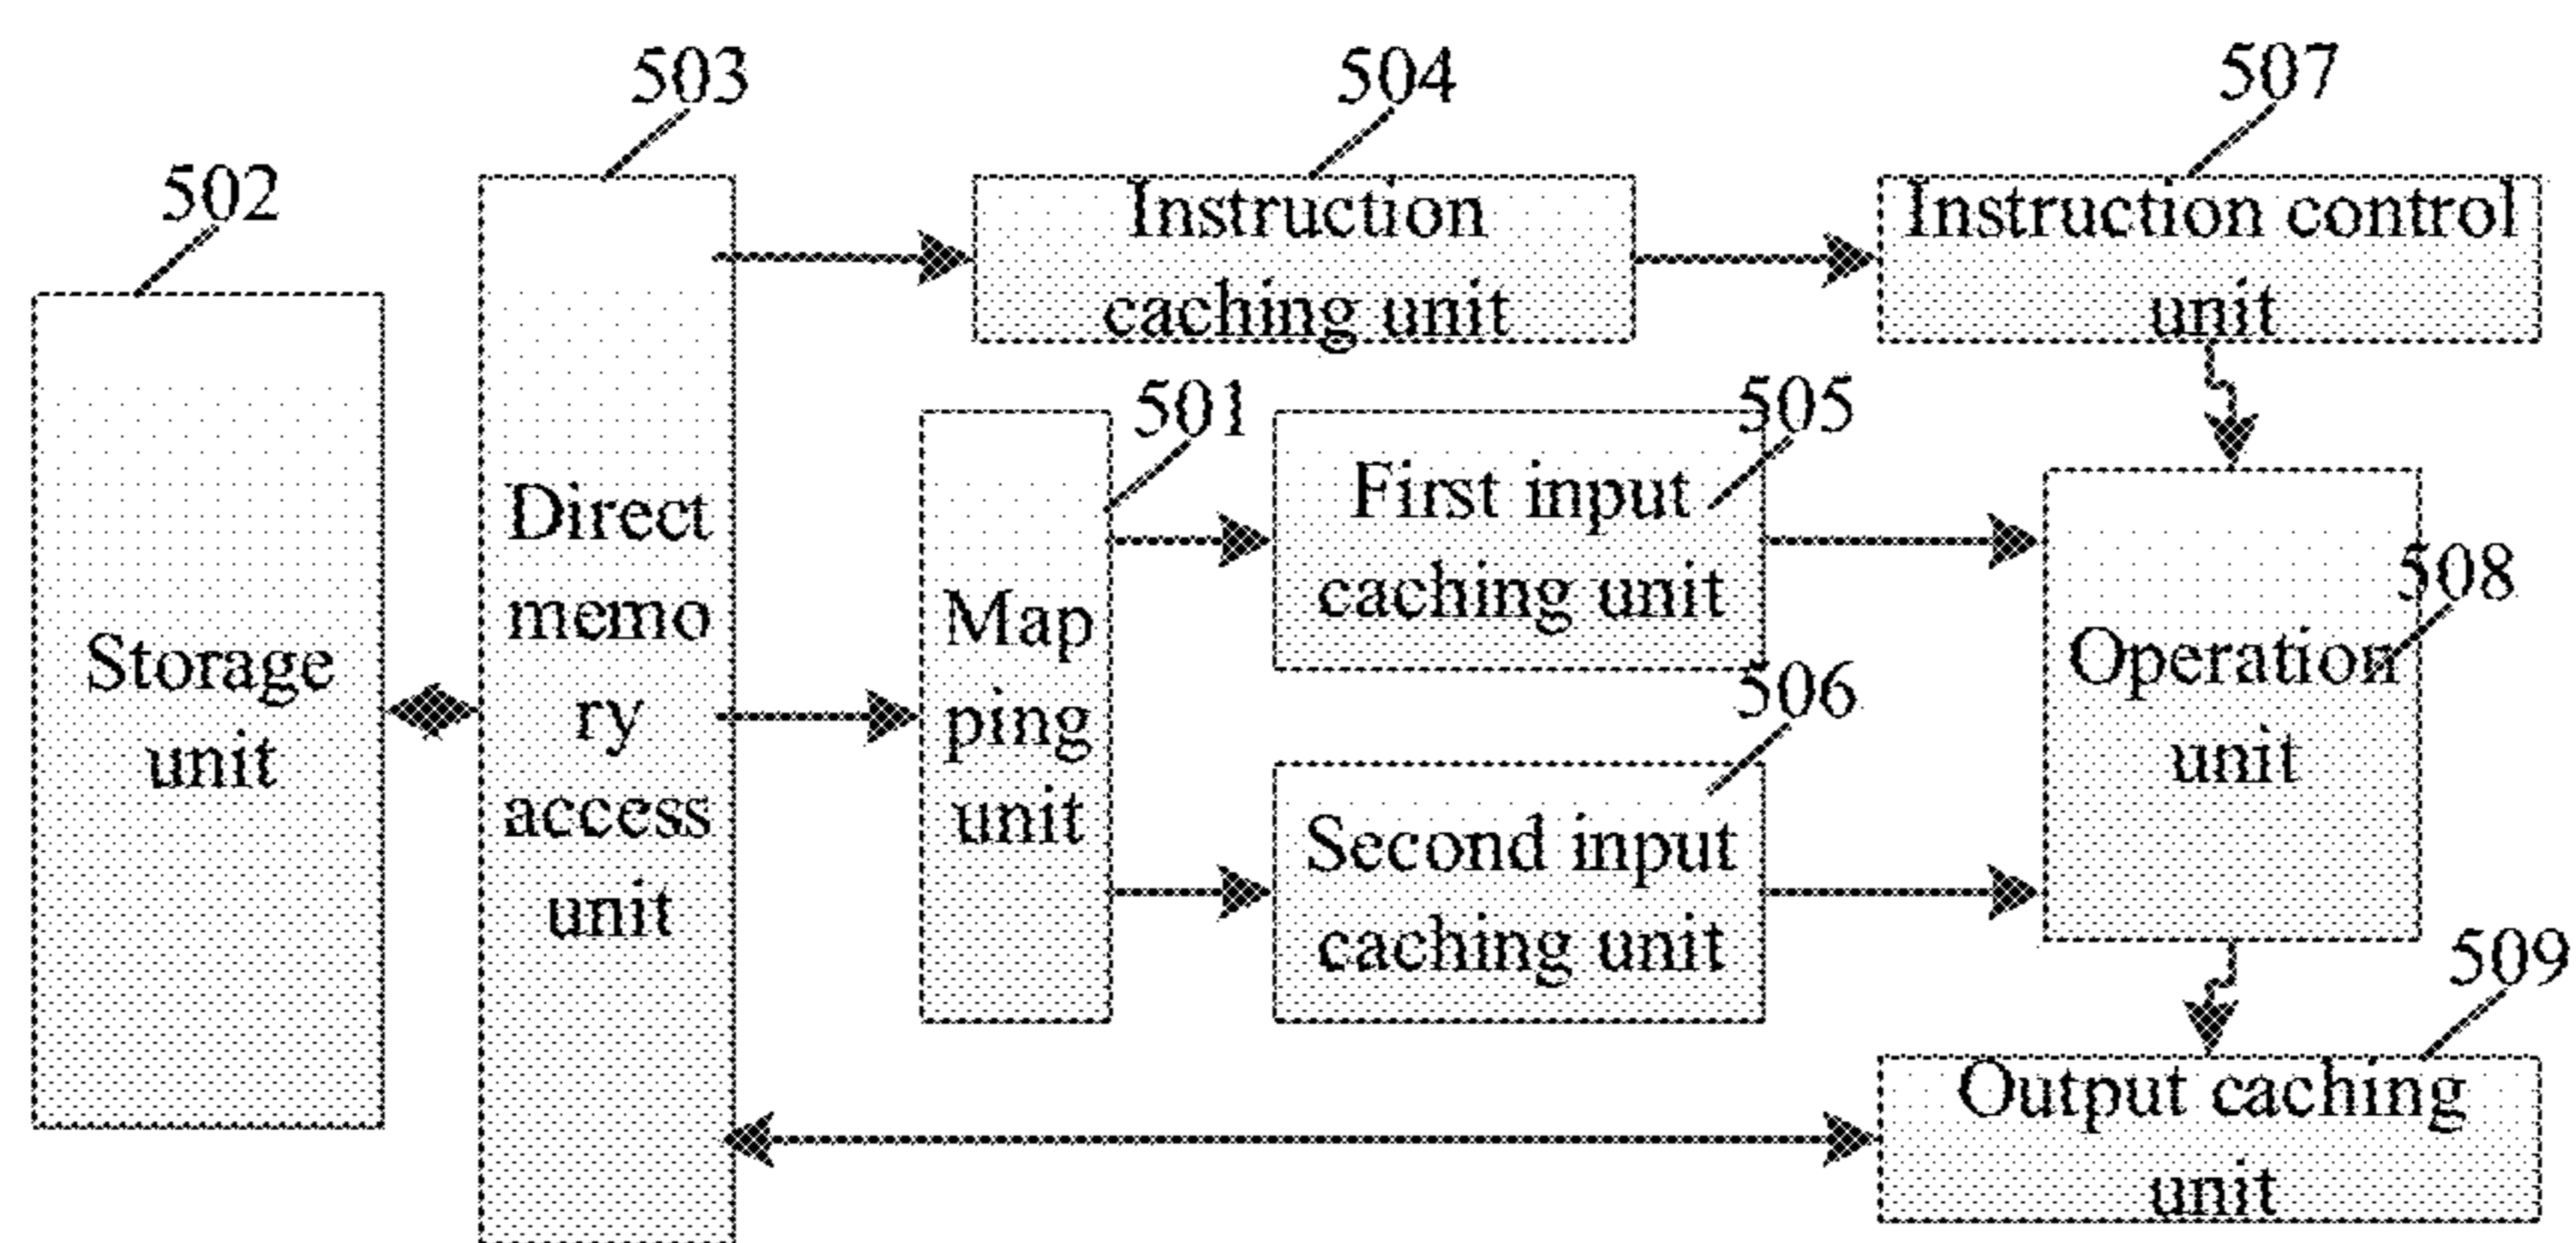 503
504
507
502
Instruction
caching unit
Instruction control
unit
501
505
First input
caching unit
Direct
memo
ry
access
unit
Map
ping
unit
508
Storage
unit
Operation
unit
506
Second input
caching unit
509
Output caching
unit